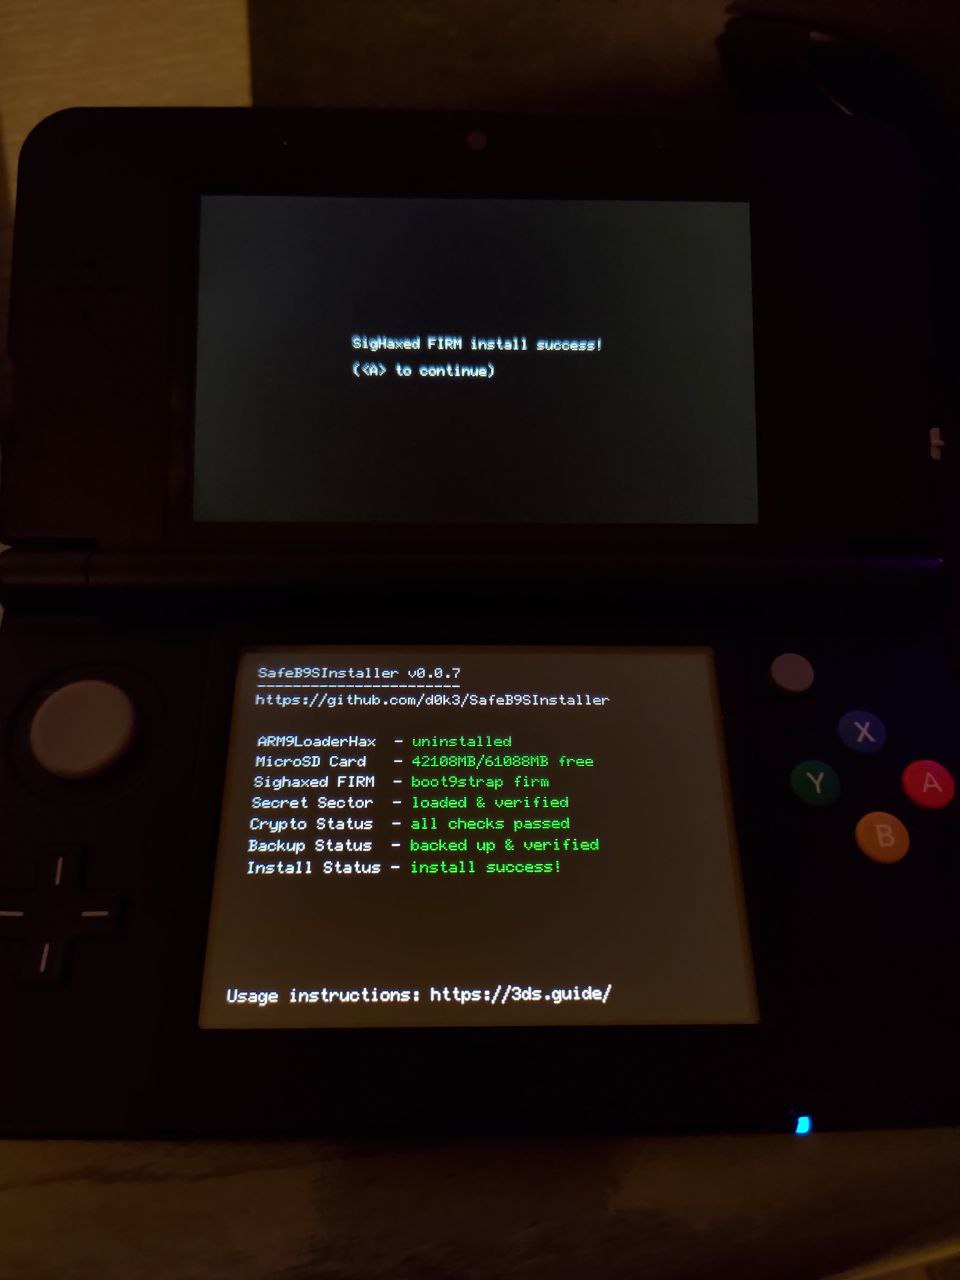 SigHaxed FIRM install success!
(<A> to continue)
SafeB9SInstaller v0.0.7
-----------------------
https://github.com/d0k3/SafeB9SInstaller
ARM9LoaderHax - uninstalled
MicroSD Card - 42108MB/61088MB free
Sighaxed FIRM - boot9strap firm
Secret Sector - loaded & verified
Crypto Status - all checks passed
Backup Status - backed up & verified
Install Status - install success!
Usage instructions: https://3ds.guide/
X
Y
A
B